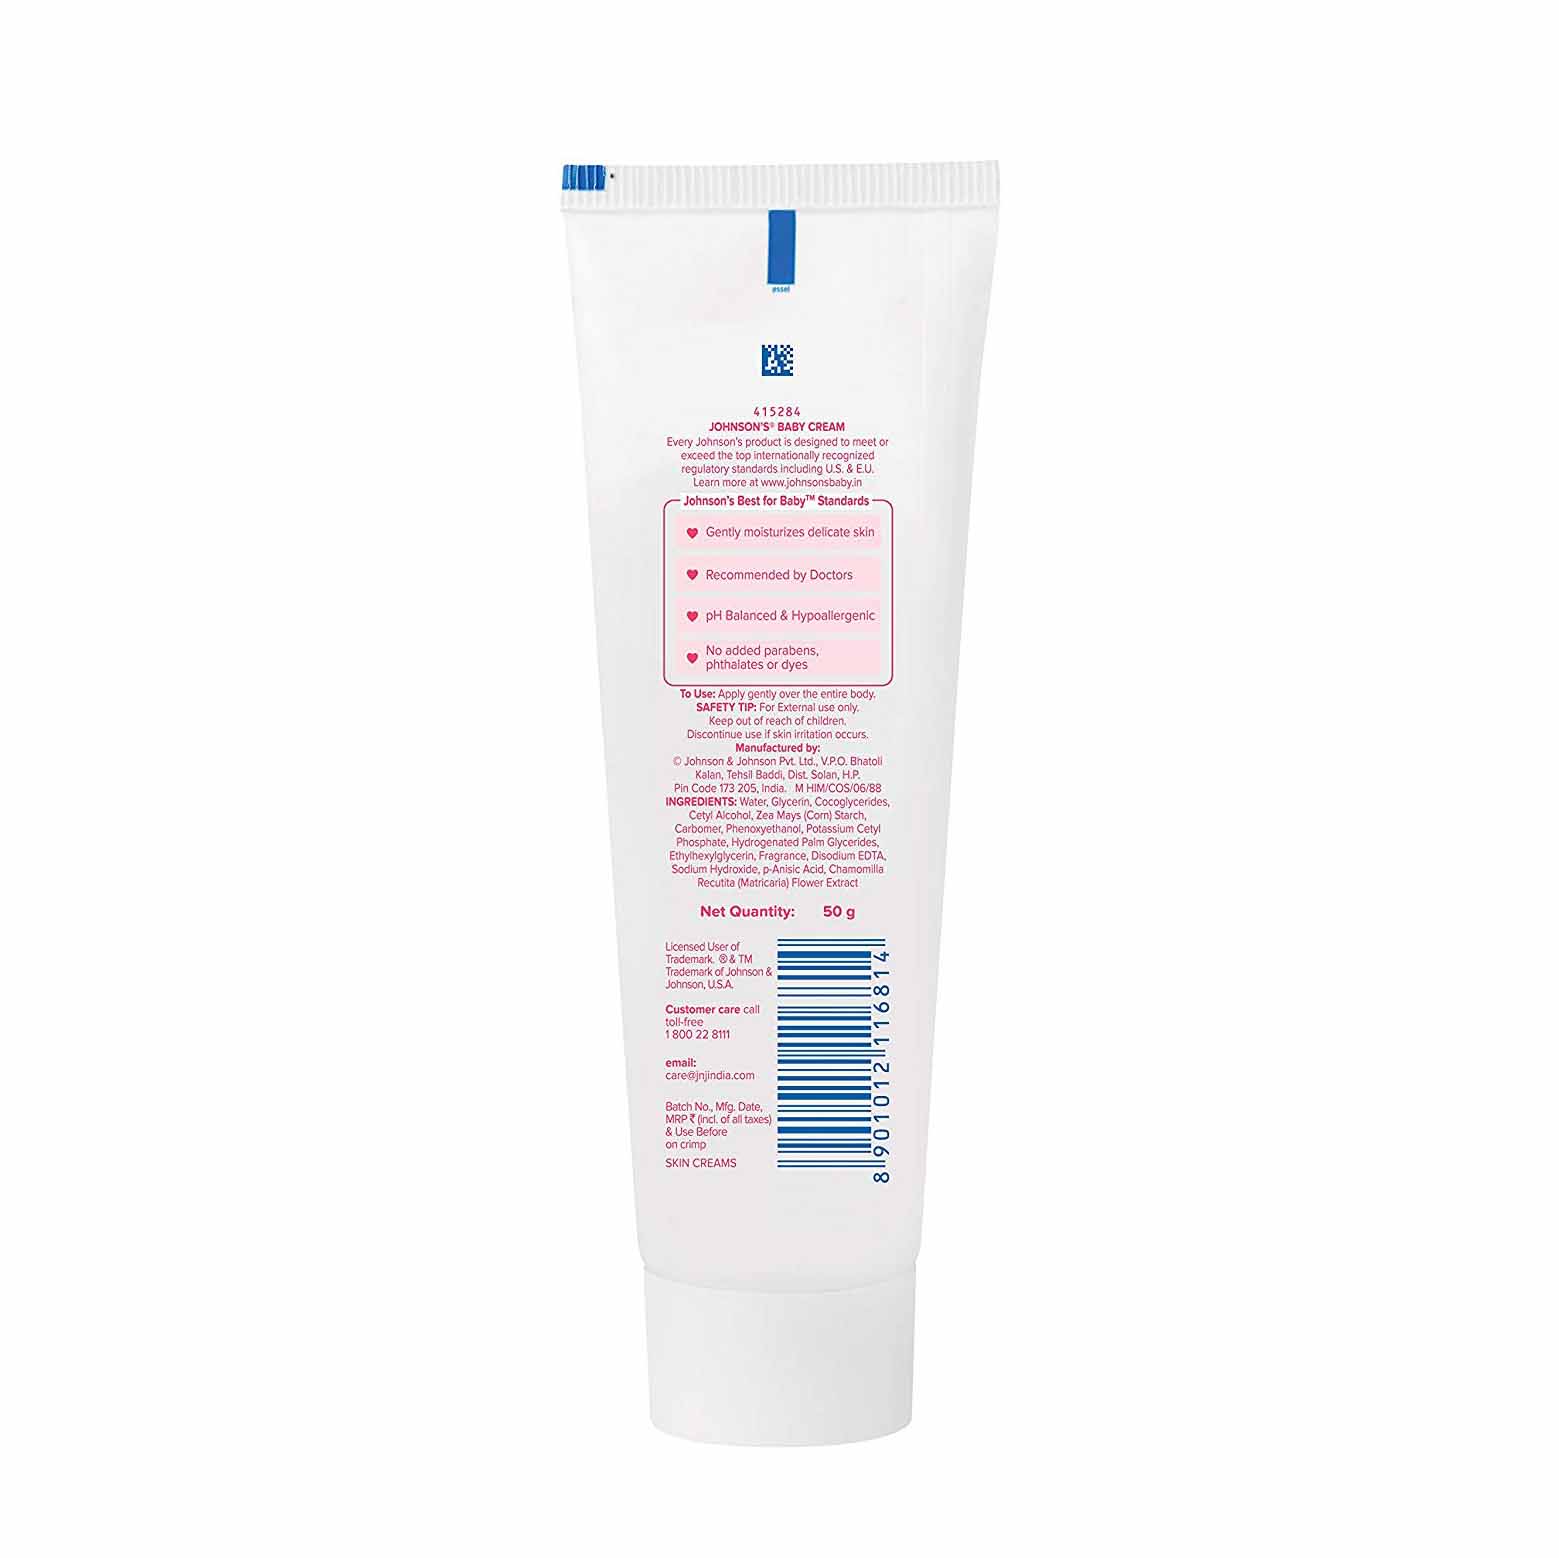 essel
415284
JOHNSON'S® BABY CREAM
Every Johnson's product is designed to meet or
exceed the top internationally recognized
regulatory standards including U.S. & E.U.
Learn more at www.johnsonsbaby.in
Johnson's Best for Baby™ Standards
Gently moisturizes delicate skin
Recommended by Doctors
pH Balanced & Hypoallergenic
No added parabens,
phthalates or dyes
To Use: Apply gently over the entire body.
SAFETY TIP: For External use only.
Keep out of reach of children.
Discontinue use if skin irritation occurs.
Manufactured by:
© Johnson & Johnson Pvt. Ltd., V.P.O. Bhatoli
Kalan, Tehsil Baddi, Dist. Solan, H.P.
Pin Code 173 205, India. M HIM/COS/06/88
INGREDIENTS: Water, Glycerin, Cocoglycerides,
Cetyl Alcohol, Zea Mays (Corn) Starch,
Carbomer, Phenoxyethanol, Potassium Cetyl
Phosphate, Hydrogenated Palm Glycerides,
Ethylhexylglycerin, Fragrance, Disodium EDTA,
Sodium Hydroxide, p-Anisic Acid, Chamomilla
Recutita (Matricaria) Flower Extract
Net Quantity: 50 g
Licensed User of
Trademark. ® & TM
Trademark of Johnson &
Johnson, U.S.A.
Customer care call
toll-free
1 800 22 8111
email:
care@jnjindia.com
Batch No., Mfg. Date,
MRP ₹ (incl. of all taxes)
& Use Before
on crimp
SKIN CREAMS
8 901012 116814